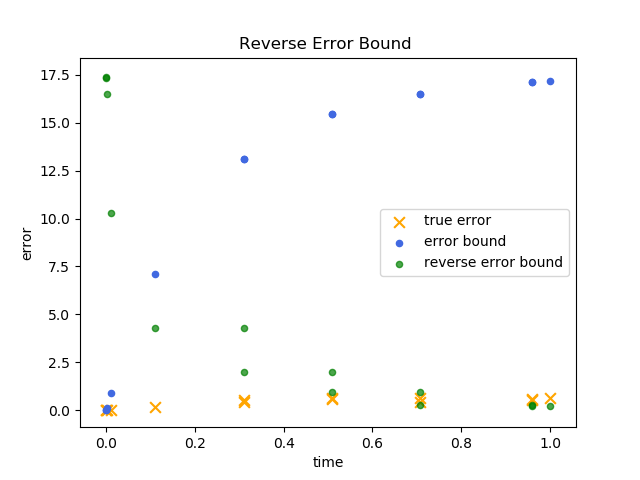 Reverse Error Bound
error
17.5
15.0
12.5
10.0
7.5
5.0
2.5
0.0
true error
error bound
reverse error bound
0.0 0.2 0.4 0.6 0.8 1.0
time